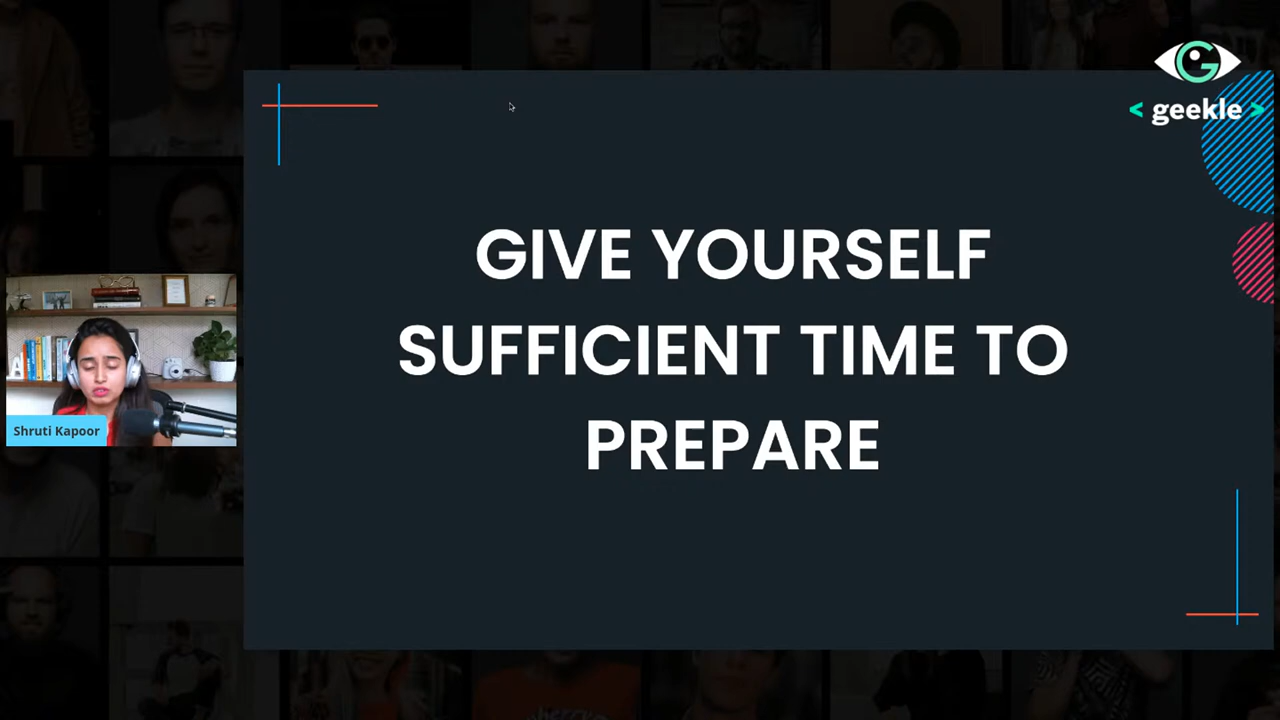 < geekle >
GIVE YOURSELF
SUFFICIENT TIME TO
PREPARE
Shruti Kapoor